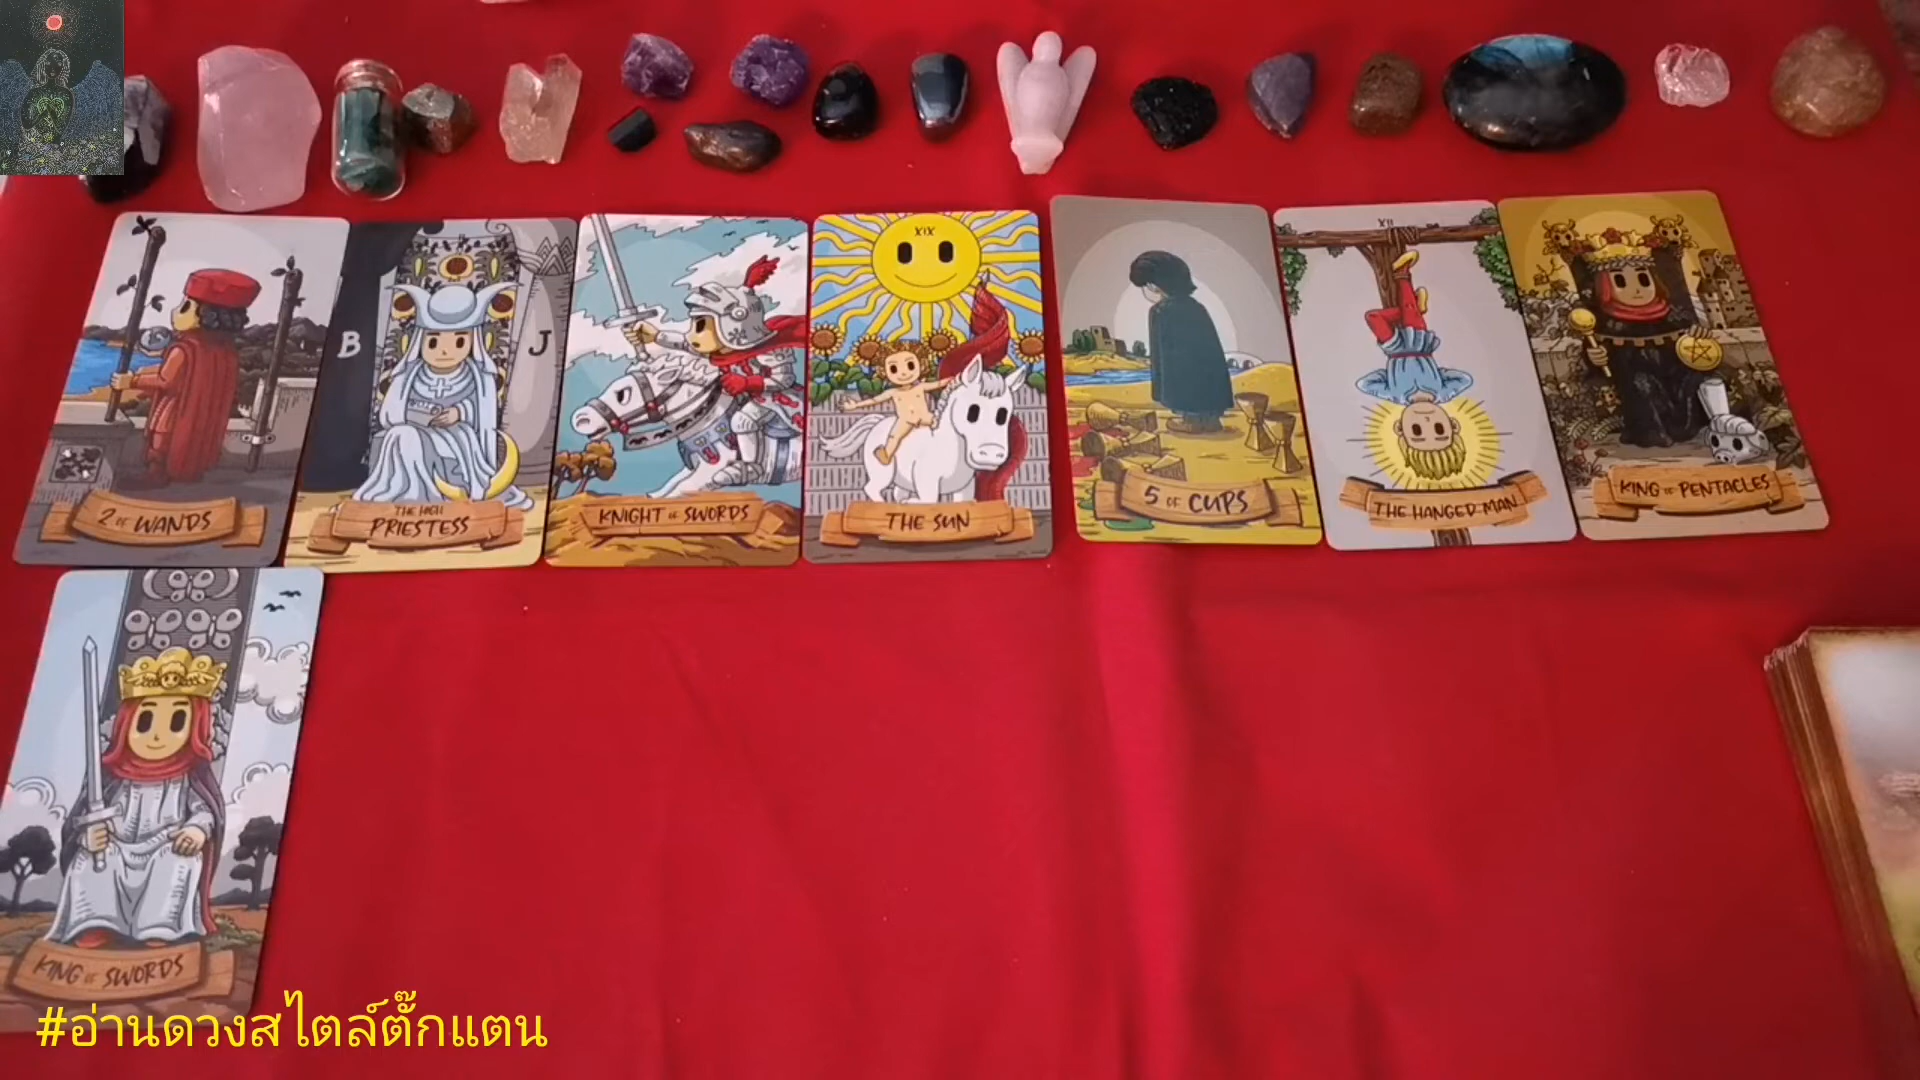 B
J
XIX
XII
2 OF WANDS
THE HIGH
PRIESTESS
KNIGHT OF SWORDS
THE SUN
5 OF CUPS
THE HANGED MAN
KING OF PENTACLES
KING OF SWORDS
#อ่านดวงสไตล์ตั๊กแตน